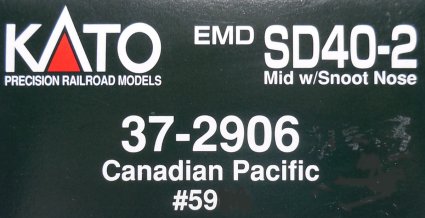 KATO
PRECISION RAILROAD MODELS
EMD SD40-2
Mid w/Snoot Nose
37-2906
Canadian Pacific
#59